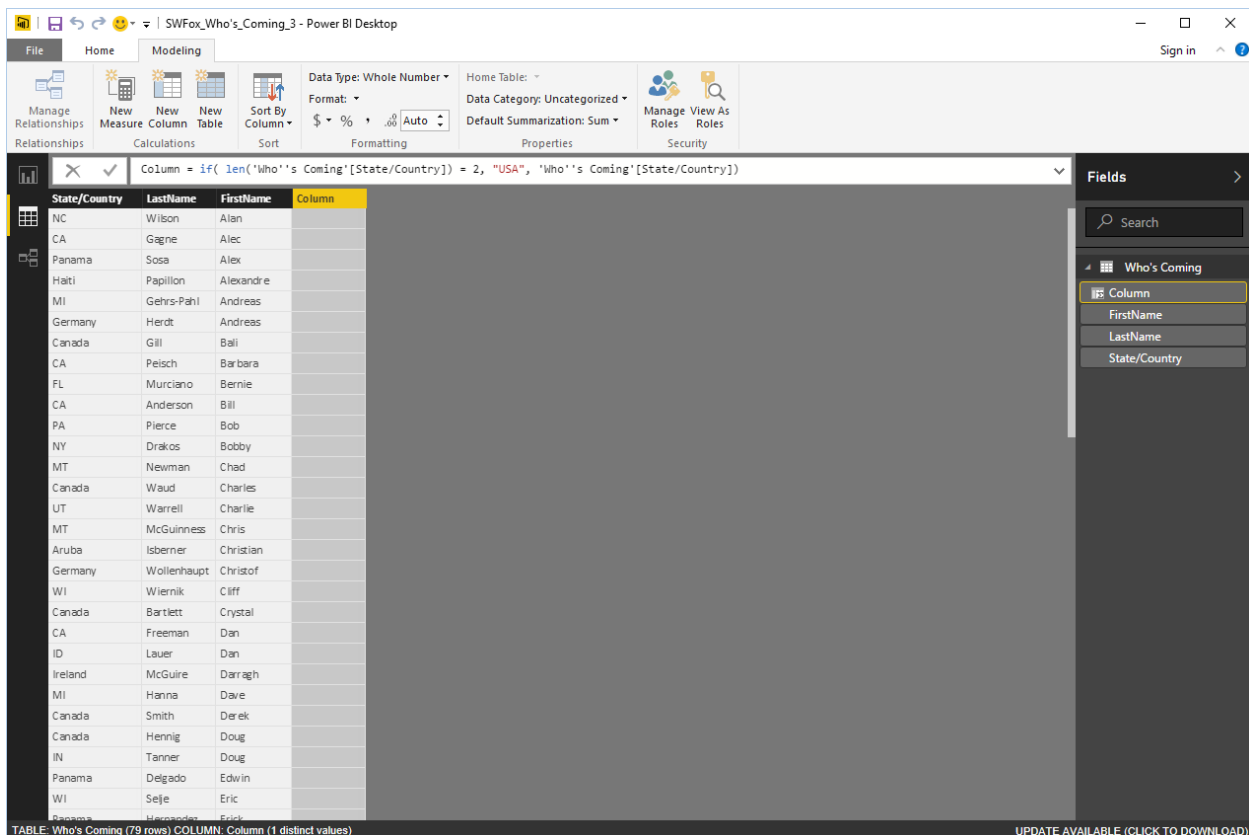 SWFox_Who's_Coming_3 - Power BI Desktop
File Home Modeling Sign in
Manage Relationships
New Measure
New Column
New Table
Sort By Column
Data Type: Whole Number
Format:
$ % , .00 Auto
Home Table:
Data Category: Uncategorized
Default Summarization: Sum
Manage Roles
View As Roles
Relationships Calculations Sort Formatting Properties Security
Column = if( len('Who''s Coming'[State/Country]) = 2, "USA", 'Who''s Coming'[State/Country])
State/Country LastName FirstName Column
NC Wilson Alan
CA Gagne Alec
Panama Sosa Alex
Haiti Papillon Alexandre
MI Gehrs-Pahl Andreas
Germany Herdt Andreas
Canada Gill Bali
CA Peisch Barbara
FL Murciano Bernie
CA Anderson Bill
PA Pierce Bob
NY Drakos Bobby
MT Newman Chad
Canada Waud Charles
UT Warrell Charlie
MT McGuinness Chris
Aruba Isberner Christian
Germany Wollenhaupt Christof
WI Wiernik Cliff
Canada Bartlett Crystal
CA Freeman Dan
ID Lauer Dan
Ireland McGuire Darragh
MI Hanna Dave
Canada Smith Derek
Canada Hennig Doug
IN Tanner Doug
Panama Delgado Edwin
WI Selje Eric
Panama Hernandez Erick
Fields
Search
Who's Coming
Column
FirstName
LastName
State/Country
TABLE: Who's Coming (79 rows) COLUMN: Column (1 distinct values)
UPDATE AVAILABLE (CLICK TO DOWNLOAD)